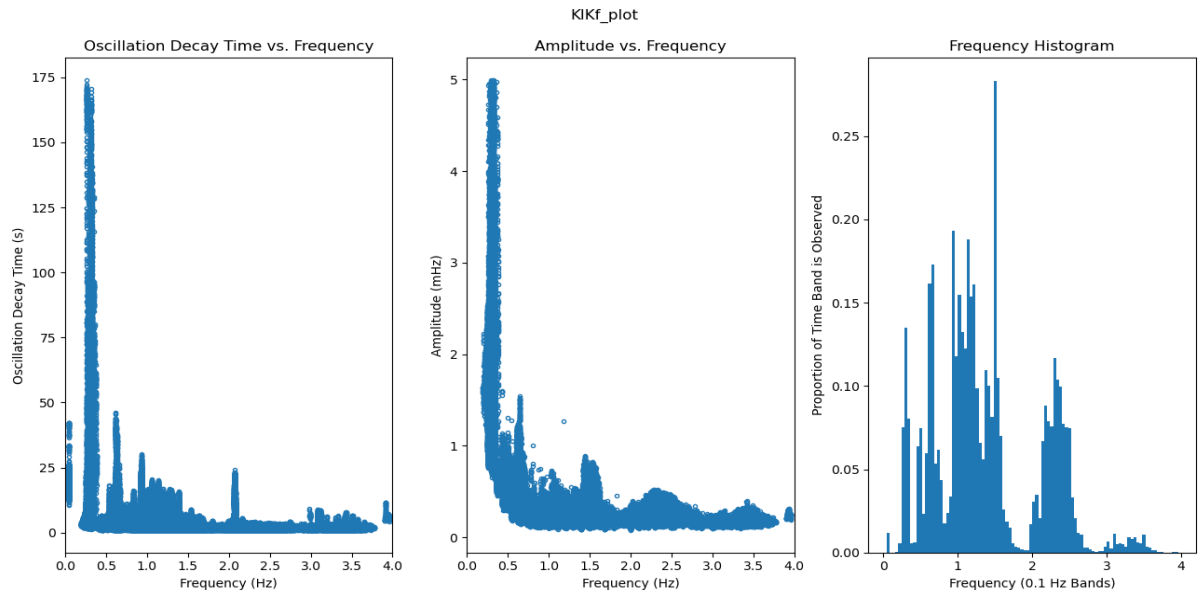 KIKf_plot
Oscillation Decay Time vs. Frequency
Oscillation Decay Time (s)
175
150
125
100
75
50
25
0
0.0 0.5 1.0 1.5 2.0 2.5 3.0 3.5 4.0
Frequency (Hz)
Amplitude vs. Frequency
Amplitude (mHz)
5
4
3
2
1
0
0.0 0.5 1.0 1.5 2.0 2.5 3.0 3.5 4.0
Frequency (Hz)
Frequency Histogram
Proportion of Time Band is Observed
0.25
0.20
0.15
0.10
0.05
0.00
0 1 2 3 4
Frequency (0.1 Hz Bands)